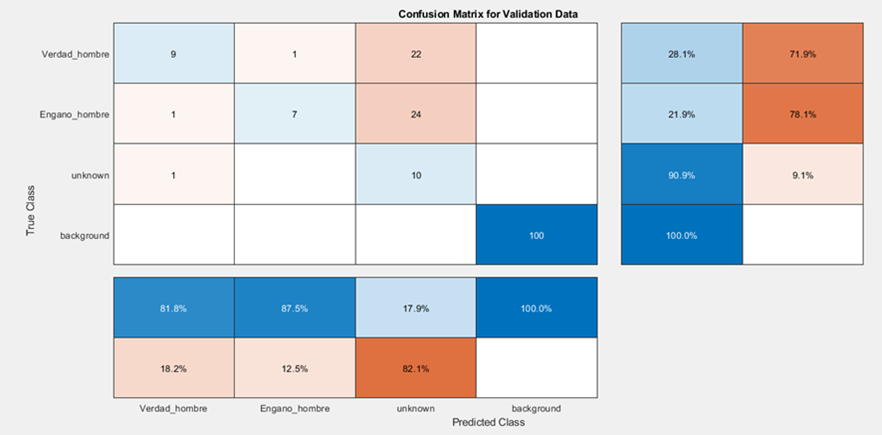 Confusion Matrix for Validation Data
Verdad_hombre 9 1 22 28.1% 71.9%
Engano_hombre 1 7 24 21.9% 78.1%
unknown 1 10 90.9% 9.1%
background 100 100.0%
True Class
81.8% 87.5% 17.9% 100.0%
18.2% 12.5% 82.1%
Verdad_hombre Engano_hombre unknown background
Predicted Class